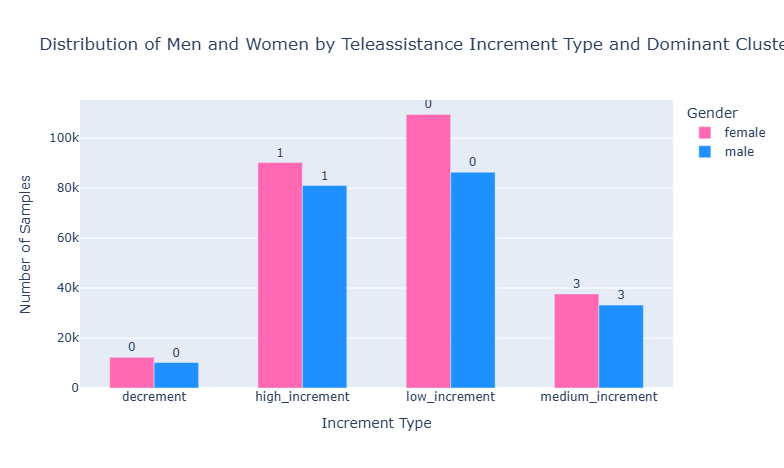 Distribution of Men and Women by Teleassistance Increment Type and Dominant Cluste
Gender
female
male
Number of Samples
100k
80k
60k
40k
20k
0
0
0
1
1
0
0
3
3
decrement
high_increment
low_increment
medium_increment
Increment Type